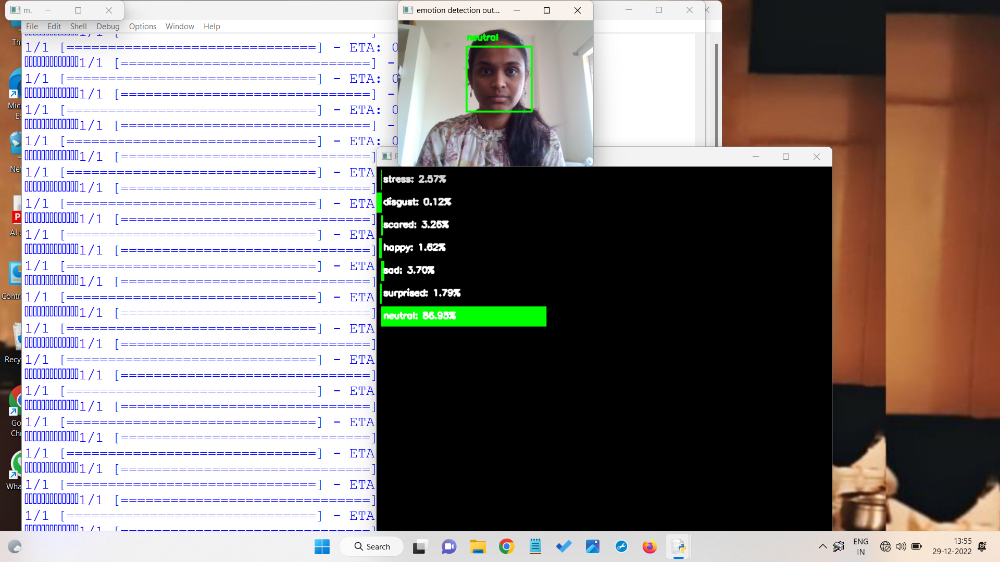 m.
emotion detection out...
File Edit Shell Debug Options Window Help
1/1 [==============================] - ETA: 0
1/1 [==============================] -
1/1 [==============================] - ETA: 0
1/1 [==============================] -
1/1 [==============================] - ETA: 0
1/1 [==============================] -
1/1 [==============================] - ETA: 0
1/1 [==============================]
1/1 [==============================] - ETA
1/1 [==============================]
1/1 [==============================] - ETA
1/1 [==============================]
1/1 [==============================] - ETA
1/1 [==============================]
1/1 [==============================] - ETA
1/1 [==============================]
1/1 [==============================] - ETA
1/1 [==============================]
1/1 [==============================] - ETA
1/1 [==============================]
1/1 [==============================] - ETA
1/1 [==============================]
1/1 [==============================] - ETA
1/1 [==============================]
1/1 [==============================] - ETA
1/1 [==============================]
1/1 [==============================] - ETA
1/1 [==============================]
1/1 [==============================] - ETA
1/1 [==============================]
1/1 [==============================] - ETA
neutral
stress: 2.57%
disgust: 0.12%
scared: 3.26%
happy: 1.62%
sad: 3.70%
surprised: 1.79%
neutral: 86.95%
Thi
Mic
Ec
Net
AI u
Contro
Recy
Go
Chr
Wha
Search
ENG
IN
13:55
29-12-2022